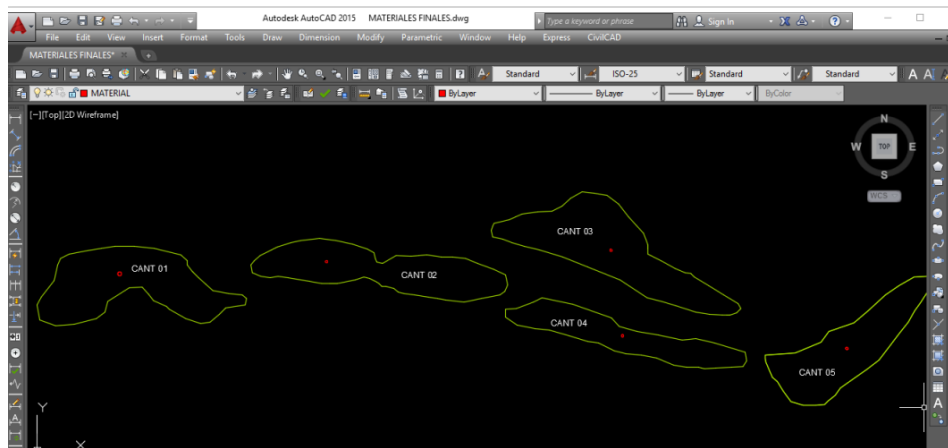 Autodesk AutoCAD 2015 MATERIALES FINALES.dwg Type a keyword or phrase Sign In
File Edit View Insert Format Tools Draw Dimension Modify Parametric Window Help Express CivilCAD
MATERIALES FINALES*
Standard ISO-25 Standard Standard
MATERIAL ByLayer ByLayer ByLayer ByColor
[−][Top][2D Wireframe]
N
W TOP E
S
WCS
CANT 03
CANT 01
CANT 02
CANT 04
CANT 05
Y
X